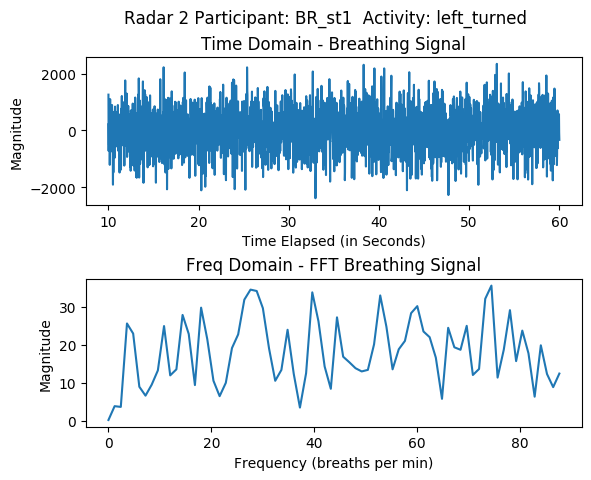 Radar 2 Participant: BR_st1  Activity: left_turned
Time Domain - Breathing Signal
Magnitude
2000
0
−2000
10 20 30 40 50 60
Time Elapsed (in Seconds)
Freq Domain - FFT Breathing Signal
Magnitude
30
20
10
0
0 20 40 60 80
Frequency (breaths per min)